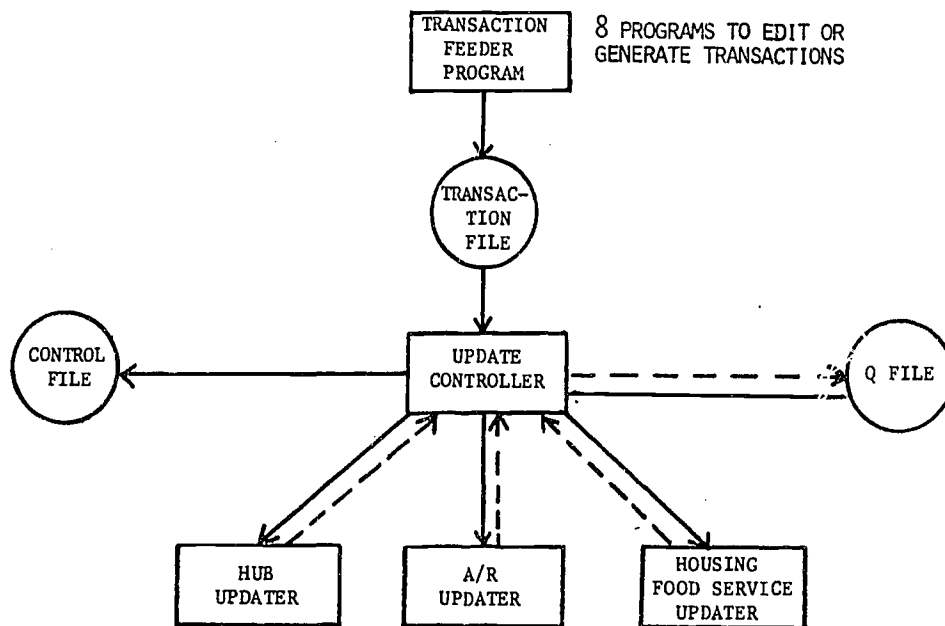 TRANSACTION
FEEDER
PROGRAM
8 PROGRAMS TO EDIT OR
GENERATE TRANSACTIONS
TRANSAC-
TION
FILE
CONTROL
FILE
UPDATE
CONTROLLER
Q FILE
HUB
UPDATER
A/R
UPDATER
HOUSING
FOOD SERVICE
UPDATER